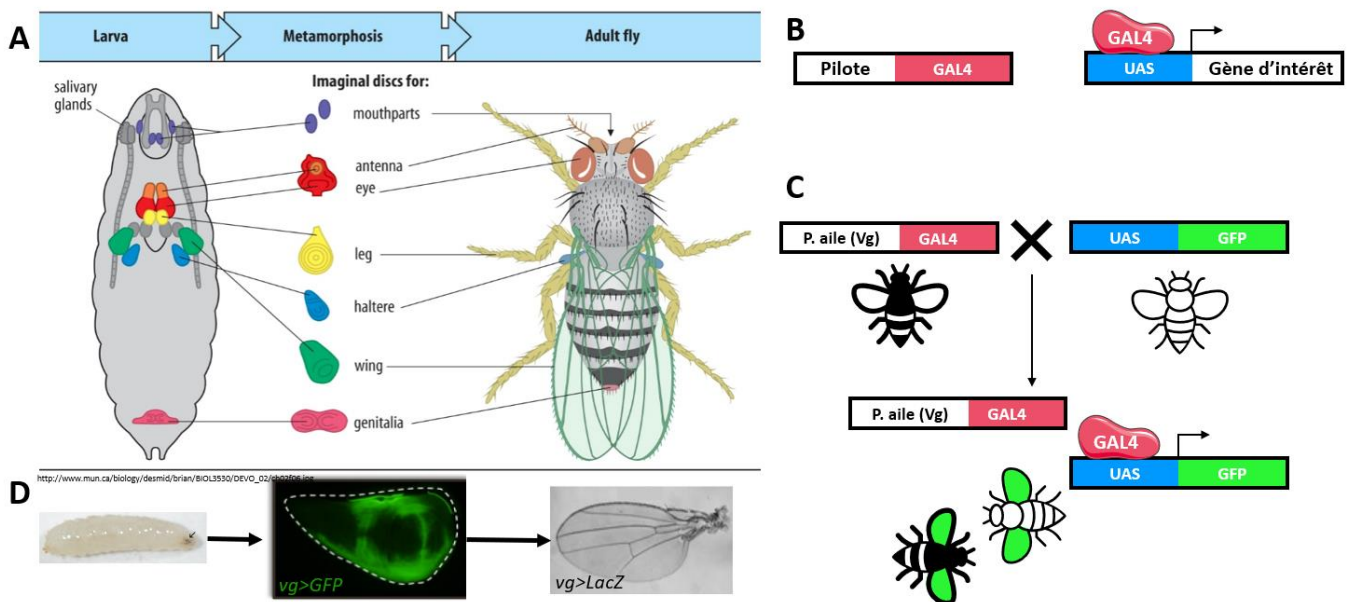 A
Larva
Metamorphosis
Adult fly
salivary
glands
Imaginal discs for:
mouthparts
antenna
eye
leg
haltere
wing
genitalia
B
Pilote
GAL4
GAL4
UAS
Gène d'intérêt
C
P. aile (Vg)
GAL4
UAS
GFP
P. aile (Vg)
GAL4
GAL4
UAS
GFP
D
vg>GFP
vg>LacZ